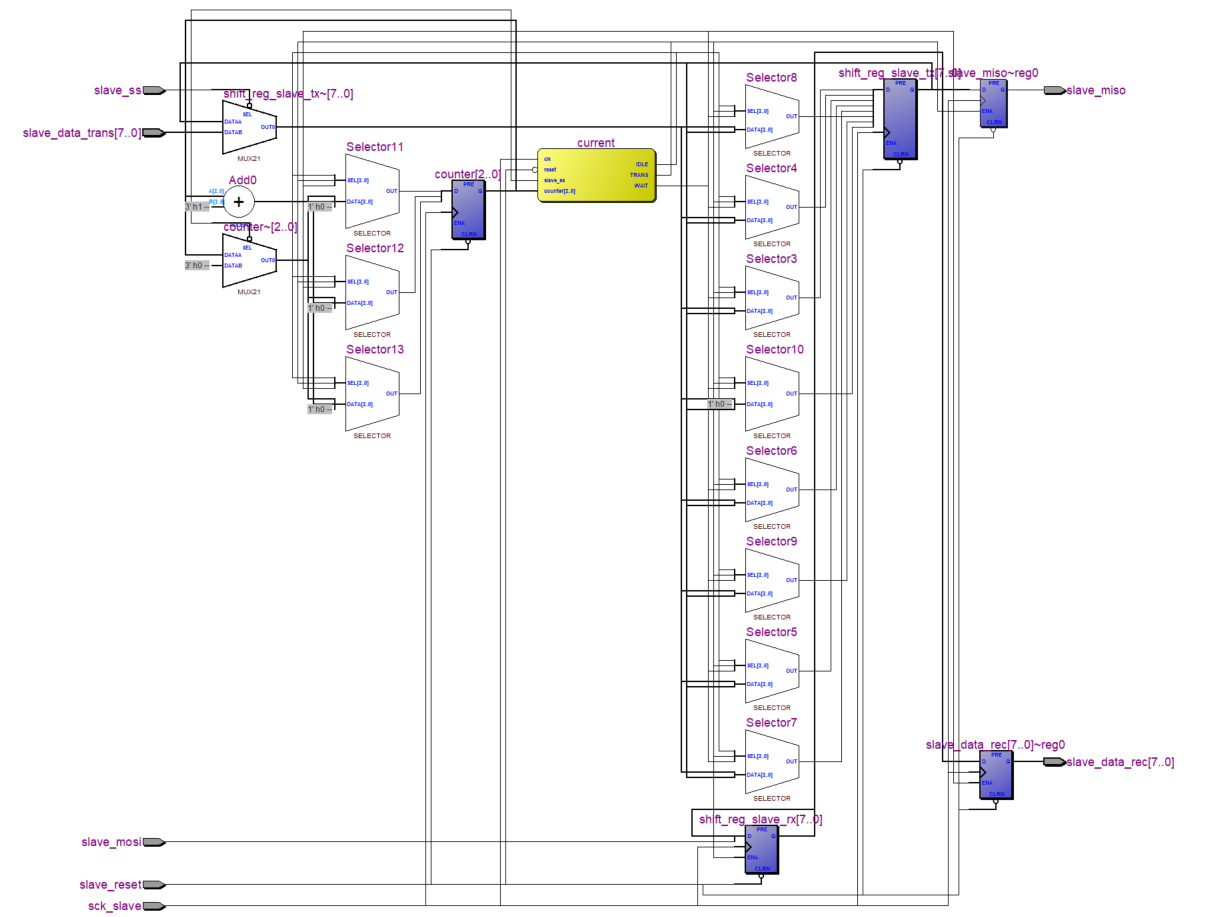 slave_ss
slave_data_trans[7..0]
shift_reg_slave_tx~[7..0]
SEL
DATAA
DATAB
OUT0
MUX21
Add0
A[2..0]
B[2..0]
3' h1 --
+
counter~[2..0]
SEL
DATAA
DATAB
OUT0
3' h0 --
MUX21
Selector11
SEL[2..0]
DATA[2..0]
OUT
1' h0 --
SELECTOR
Selector12
SEL[2..0]
DATA[2..0]
OUT
1' h0 --
SELECTOR
Selector13
SEL[2..0]
DATA[2..0]
OUT
1' h0 --
SELECTOR
counter[2..0]
PRE
D
Q
ENA
CLRN
current
clk
reset
slave_ss
counter[2..0]
IDLE
TRANS
WAIT
Selector8
SEL[2..0]
DATA[2..0]
OUT
SELECTOR
Selector4
SEL[2..0]
DATA[2..0]
OUT
SELECTOR
Selector3
SEL[2..0]
DATA[2..0]
OUT
SELECTOR
Selector10
SEL[2..0]
DATA[2..0]
OUT
1' h0 --
SELECTOR
Selector6
SEL[2..0]
DATA[2..0]
OUT
SELECTOR
Selector9
SEL[2..0]
DATA[2..0]
OUT
SELECTOR
Selector5
SEL[2..0]
DATA[2..0]
OUT
SELECTOR
Selector7
SEL[2..0]
DATA[2..0]
OUT
SELECTOR
shift_reg_slave_tx[7..0]
PRE
D
Q
ENA
CLRN
slave_miso~reg0
PRE
D
Q
ENA
CLRN
slave_miso
slave_data_rec[7..0]~reg0
PRE
D
Q
ENA
CLRN
slave_data_rec[7..0]
shift_reg_slave_rx[7..0]
PRE
D
Q
ENA
CLRN
slave_mosi
slave_reset
sck_slave